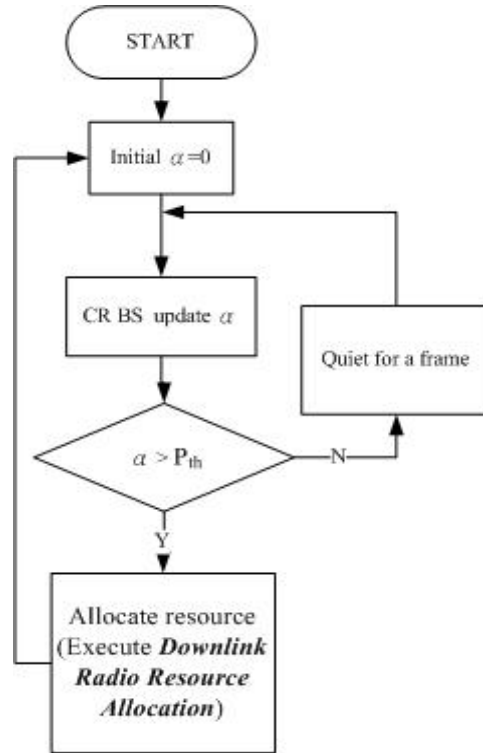 START
Initial α=0
CR BS update α
Quiet for a frame
α > Pth
N
Y
Allocate resource
(Execute Downlink
Radio Resource
Allocation)